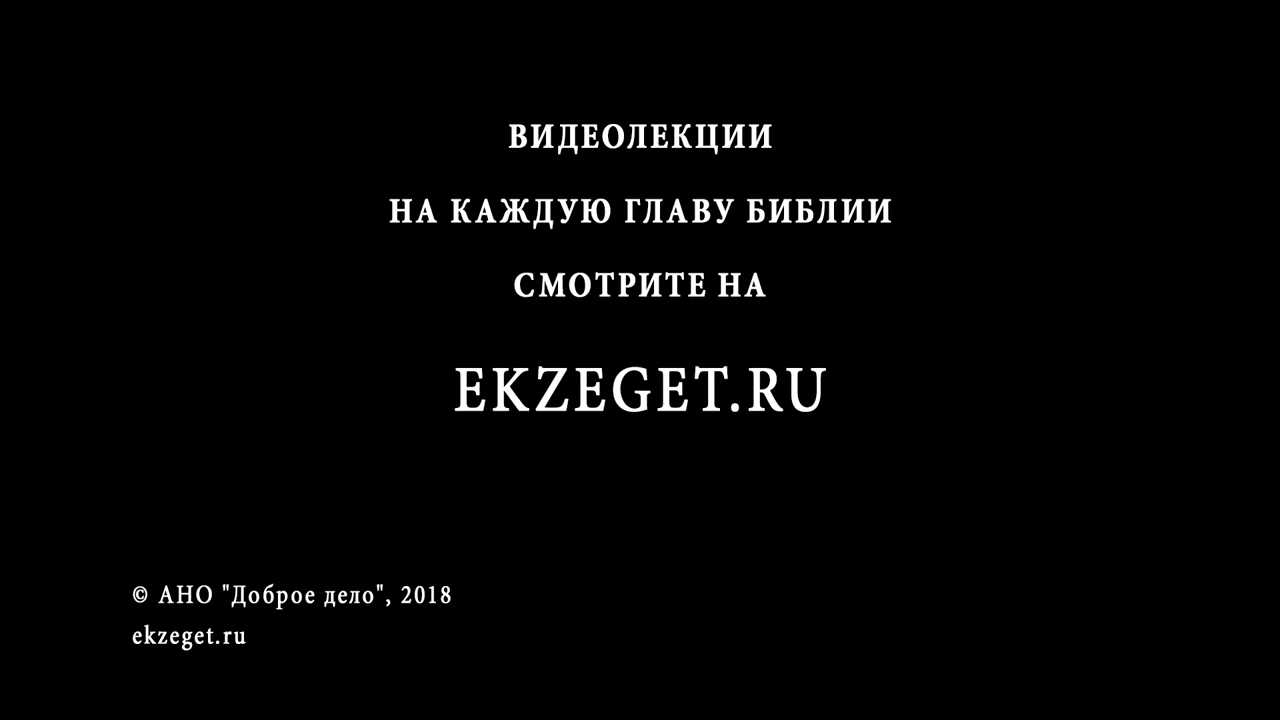 ВИДЕОЛЕКЦИИ
НА КАЖДУЮ ГЛАВУ БИБЛИИ
СМОТРИТЕ НА
EKZEGET.RU
© АНО "Доброе дело", 2018
ekzeget.ru